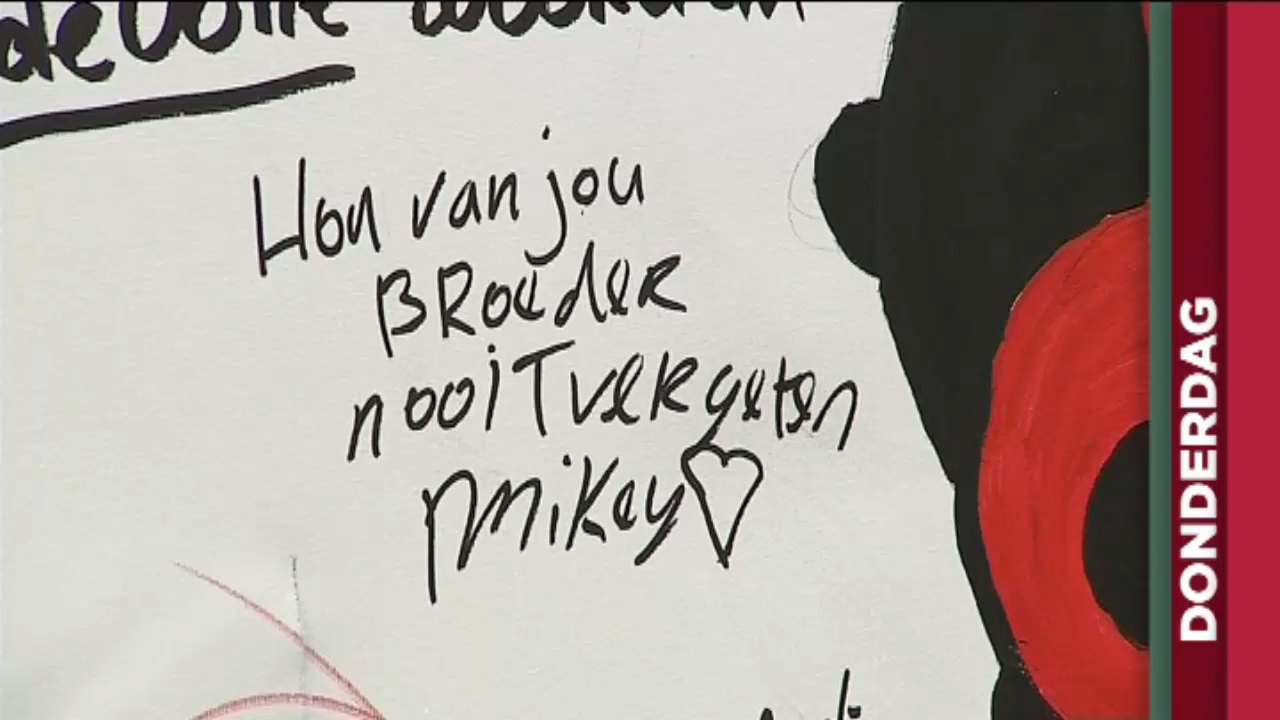 Hou van jou
BRoeder
nooiT veRgeten
Mikey
DONDERDAG